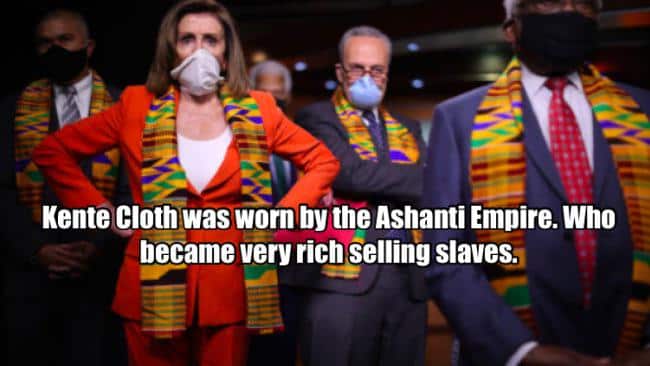 Kente Cloth was worn by the Ashanti Empire. Who
became very rich selling slaves.